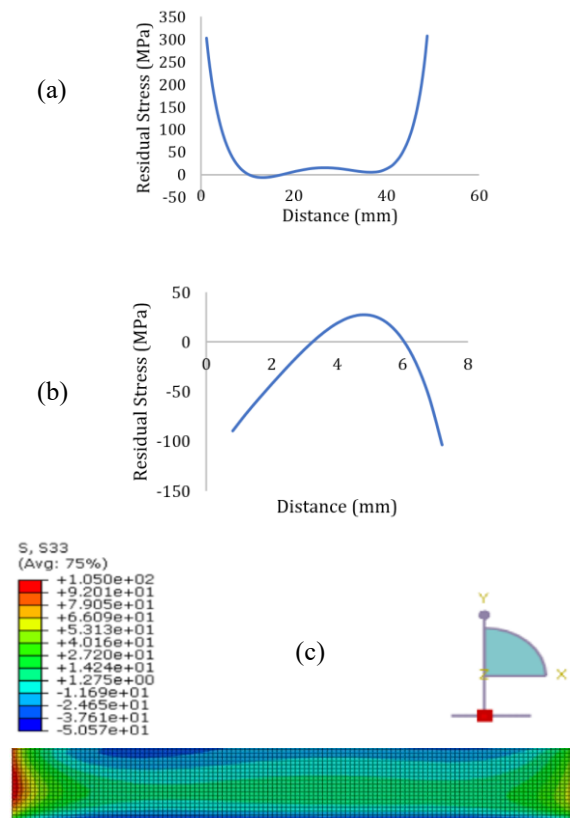 (a)
Residual Stress (MPa)
350
300
250
200
150
100
50
0
-50
0
20
40
60
Distance (mm)
(b)
Residual Stress (MPa)
50
0
-50
-100
-150
0
2
4
6
8
Distance (mm)
S, S33
(Avg: 75%)
+1.050e+02
+9.201e+01
+7.905e+01
+6.609e+01
+5.313e+01
+4.016e+01
+2.720e+01
+1.424e+01
+1.275e+00
-1.169e+01
-2.465e+01
-3.761e+01
-5.057e+01
(c)
Y
Z
X